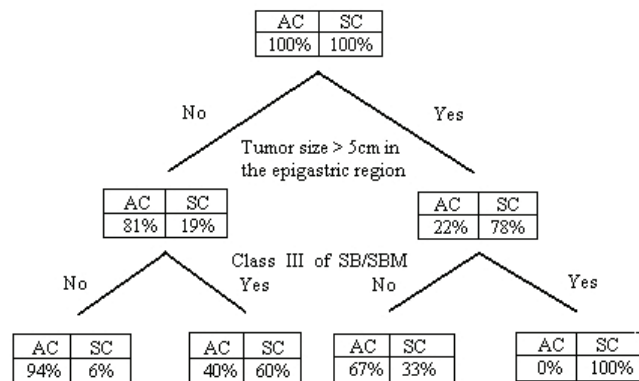 AC SC
100% 100%
No Yes
Tumor size > 5cm in
the epigastric region
AC SC AC SC
81% 19% 22% 78%
Class III of SB/SBM
No Yes No Yes
AC SC AC SC AC SC AC SC
94% 6% 40% 60% 67% 33% 0% 100%